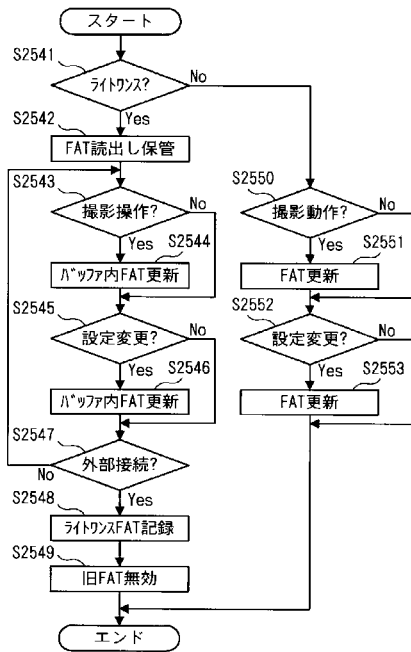 スタート
S2541
ﾗｲﾄﾜﾝｽ?
No
Yes
S2542
FAT読出し保管
S2543
撮影操作?
No
Yes
S2544
ﾊﾞｯﾌｧ内FAT更新
S2545
設定変更?
No
Yes
S2546
ﾊﾞｯﾌｧ内FAT更新
S2547
外部接続?
No
Yes
S2548
ﾗｲﾄﾜﾝｽFAT記録
S2549
旧FAT無効
S2550
撮影動作?
No
Yes
S2551
FAT更新
S2552
設定変更?
No
Yes
S2553
FAT更新
エンド